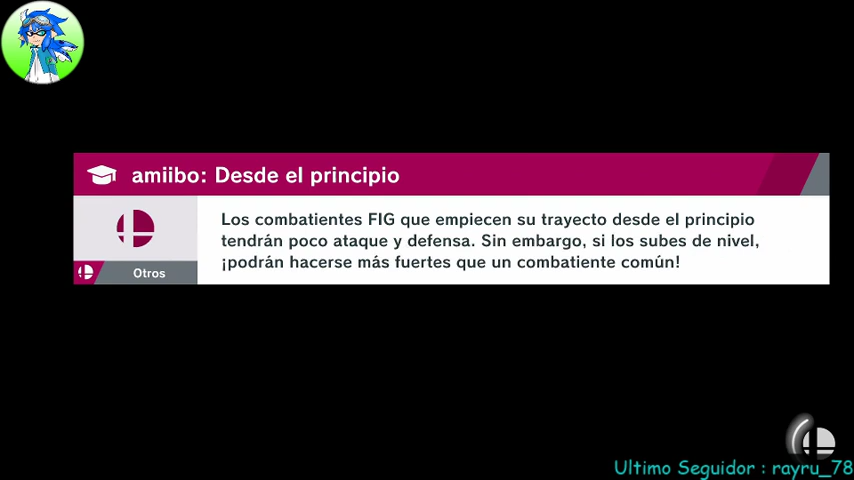 amiibo: Desde el principio
Los combatientes FIG que empiecen su trayecto desde el principio
tendrán poco ataque y defensa. Sin embargo, si los subes de nivel,
¡podrán hacerse más fuertes que un combatiente común!
Otros
Ultimo Seguidor : rayru_78